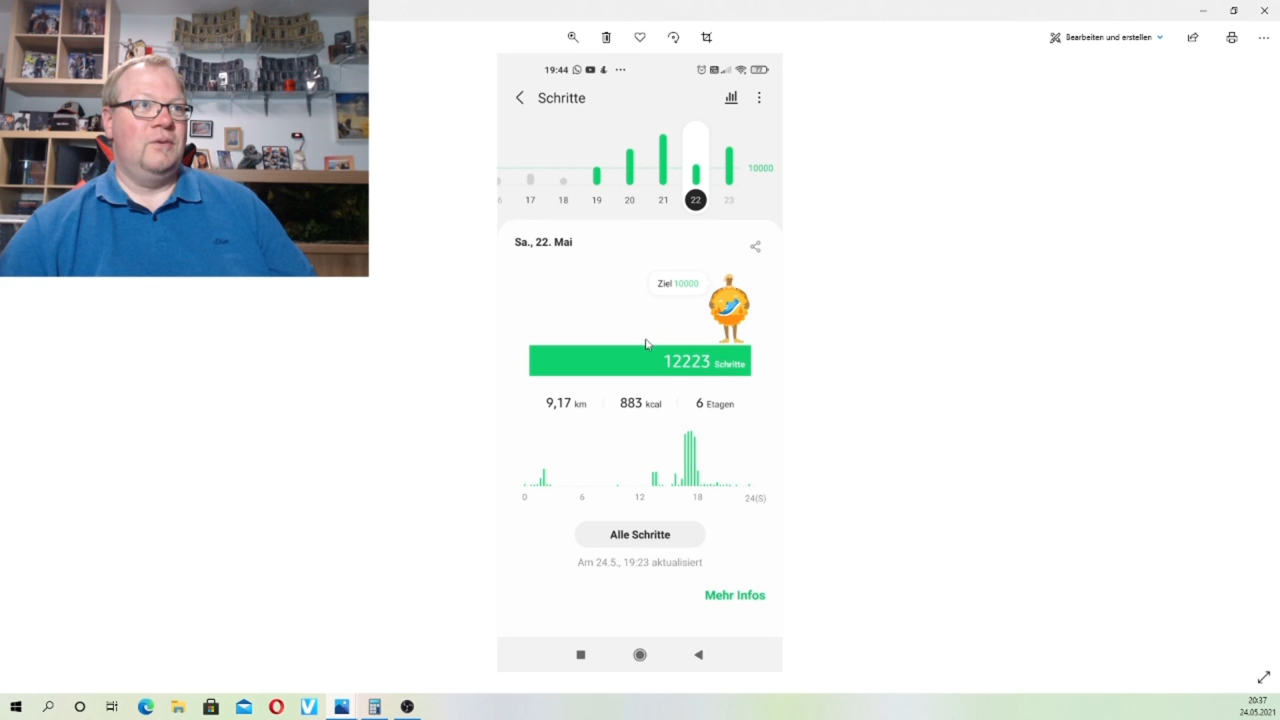 Bearbeiten und erstellen
19:44
77
Schritte
10000
6 17 18 19 20 21 22 23
Sa., 22. Mai
Ziel 10000
12223 Schritte
9,17 km 883 kcal 6 Etagen
0 6 12 18 24(S)
Alle Schritte
Am 24.5., 19:23 aktualisiert
Mehr Infos
20:37
24.05.2021